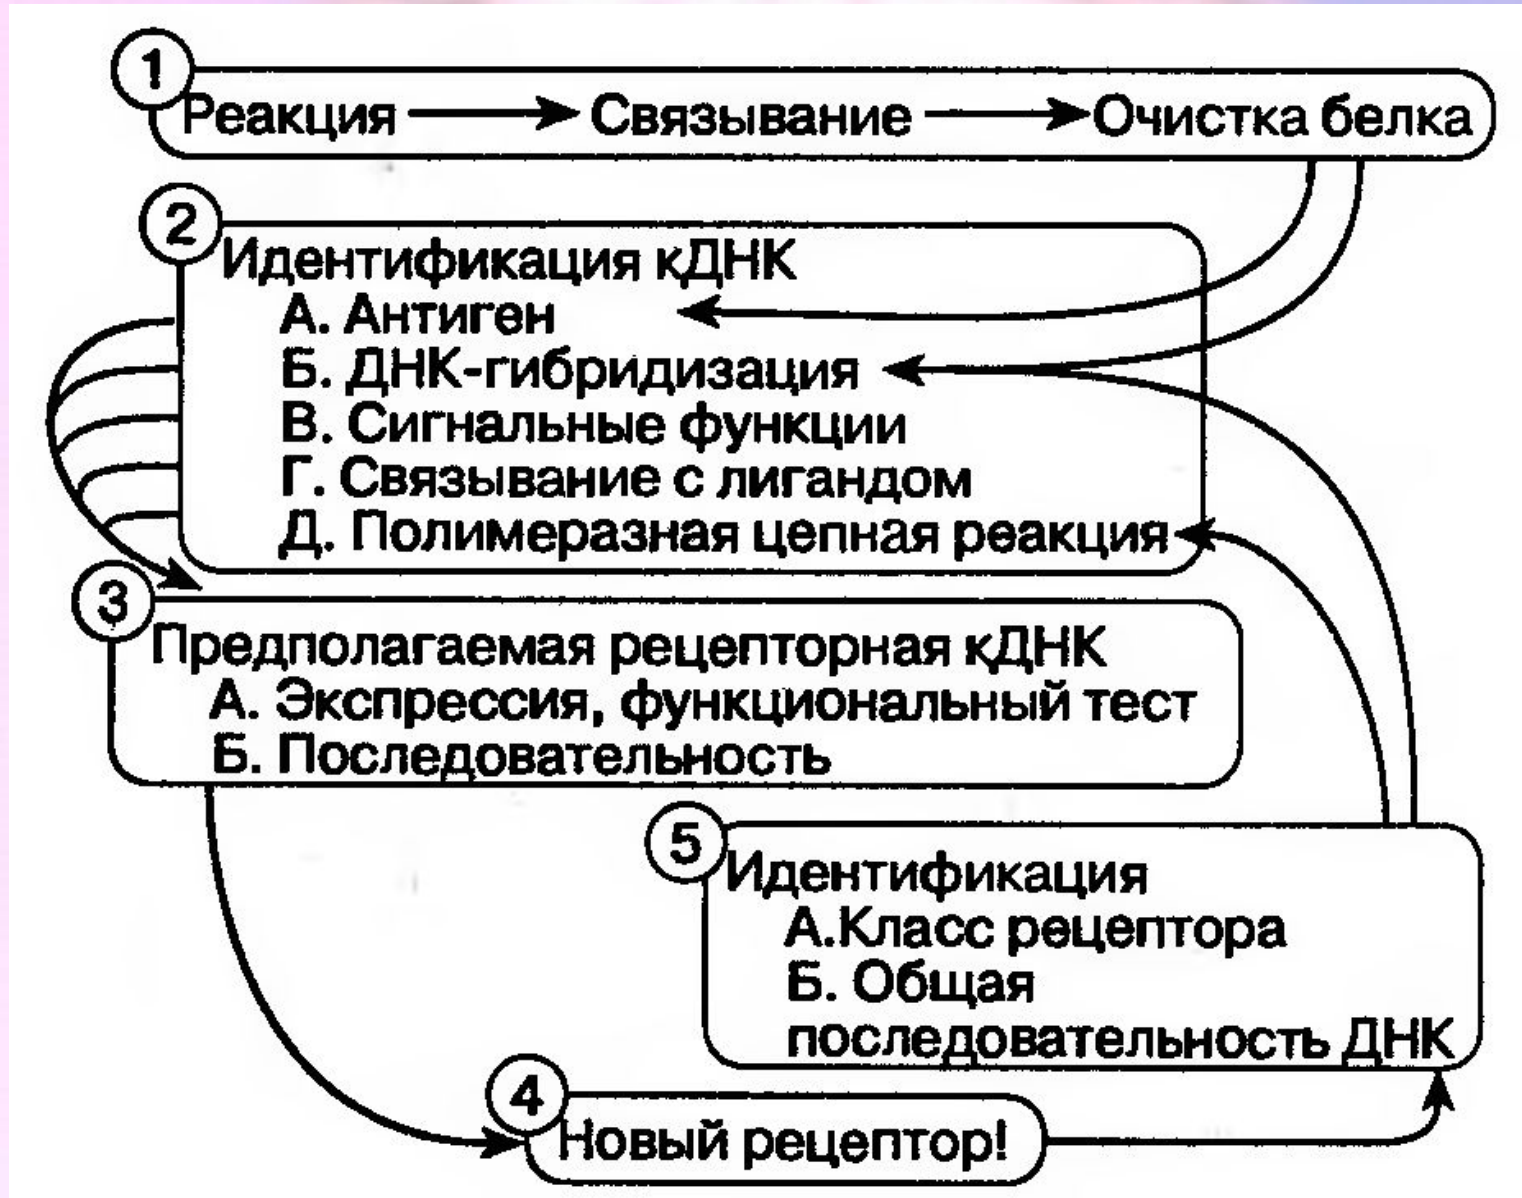 1
Реакция → Связывание → Очистка белка
2
Идентификация кДНК
А. Антиген
Б. ДНК-гибридизация
В. Сигнальные функции
Г. Связывание с лигандом
Д. Полимеразная цепная реакция
3
Предполагаемая рецепторная кДНК
А. Экспрессия, функциональный тест
Б. Последовательность
5
Идентификация
А.Класс рецептора
Б. Общая
последовательность ДНК
4
Новый рецептор!